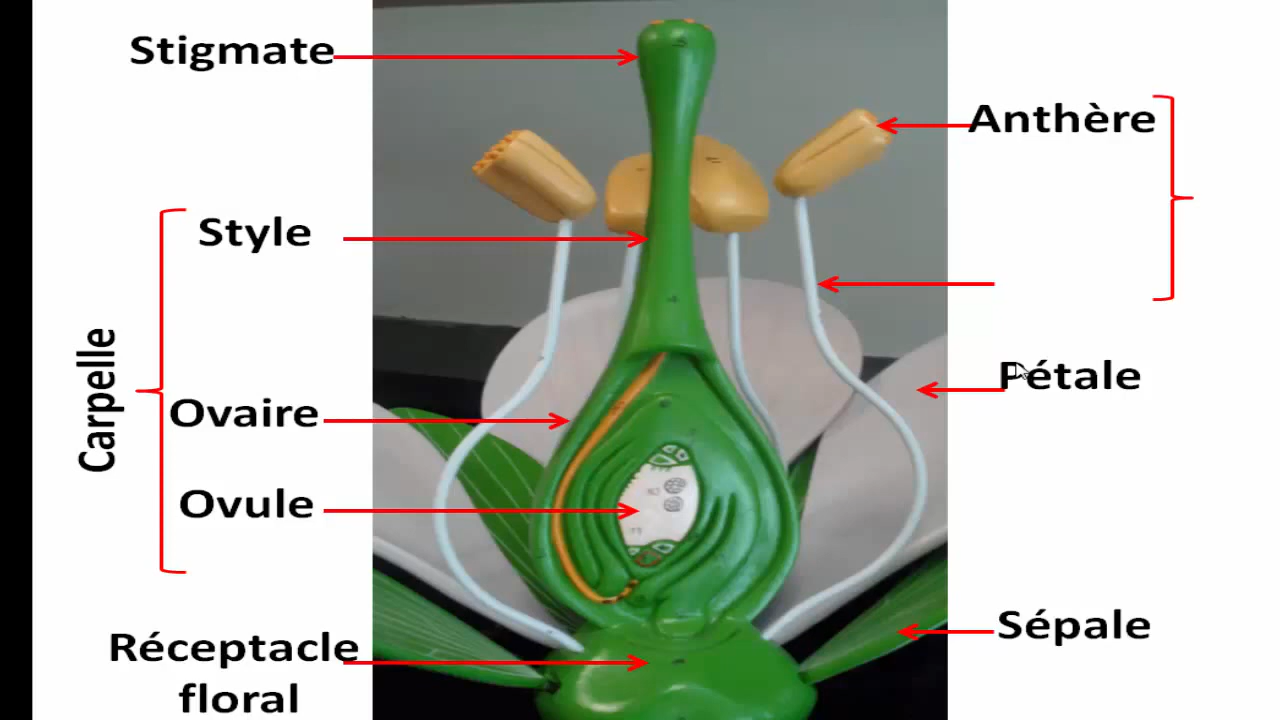 Stigmate
Anthère
Style
Carpelle
Pétale
Ovaire
Ovule
Sépale
Réceptacle
floral